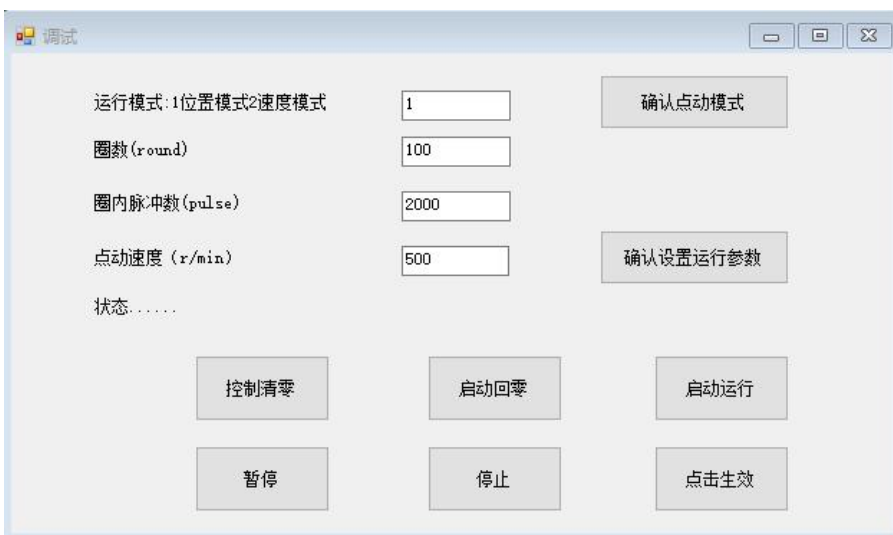 调试
运行模式:1位置模式2速度模式
1
确认点动模式
圈数(round)
100
圈内脉冲数(pulse)
2000
点动速度 (r/min)
500
确认设置运行参数
状态......
控制清零
启动回零
启动运行
暂停
停止
点击生效